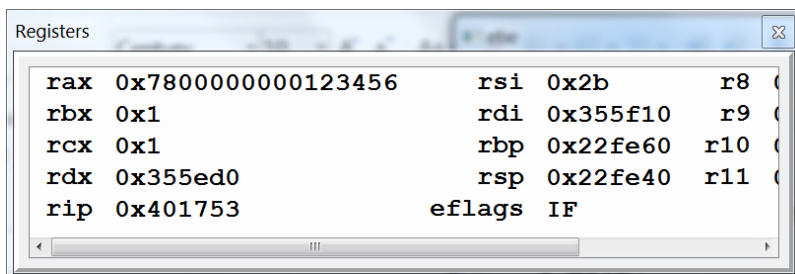 Registers
rax 0x7800000000123456 rsi 0x2b r8
rbx 0x1 rdi 0x355f10 r9
rcx 0x1 rbp 0x22fe60 r10
rdx 0x355ed0 rsp 0x22fe40 r11
rip 0x401753 eflags IF